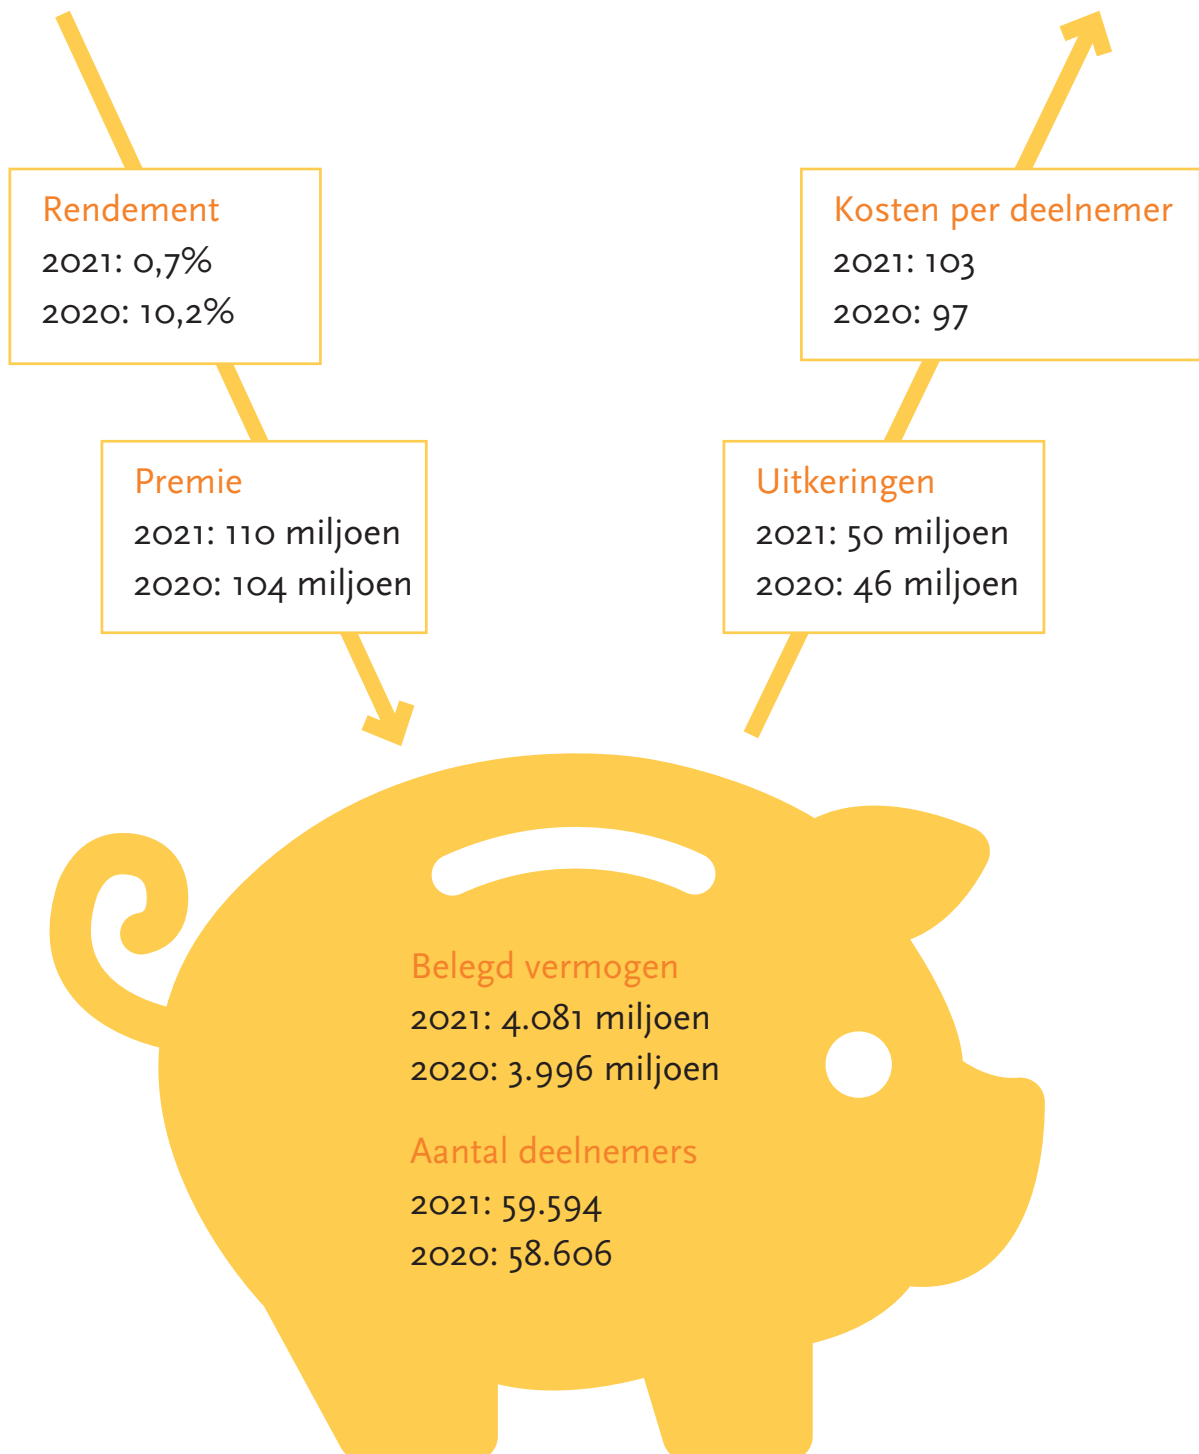 Rendement
2021: 0,7%
2020: 10,2%
Kosten per deelnemer
2021: 103
2020: 97
Premie
2021: 110 miljoen
2020: 104 miljoen
Uitkeringen
2021: 50 miljoen
2020: 46 miljoen
Belegd vermogen
2021: 4.081 miljoen
2020: 3.996 miljoen
Aantal deelnemers
2021: 59.594
2020: 58.606